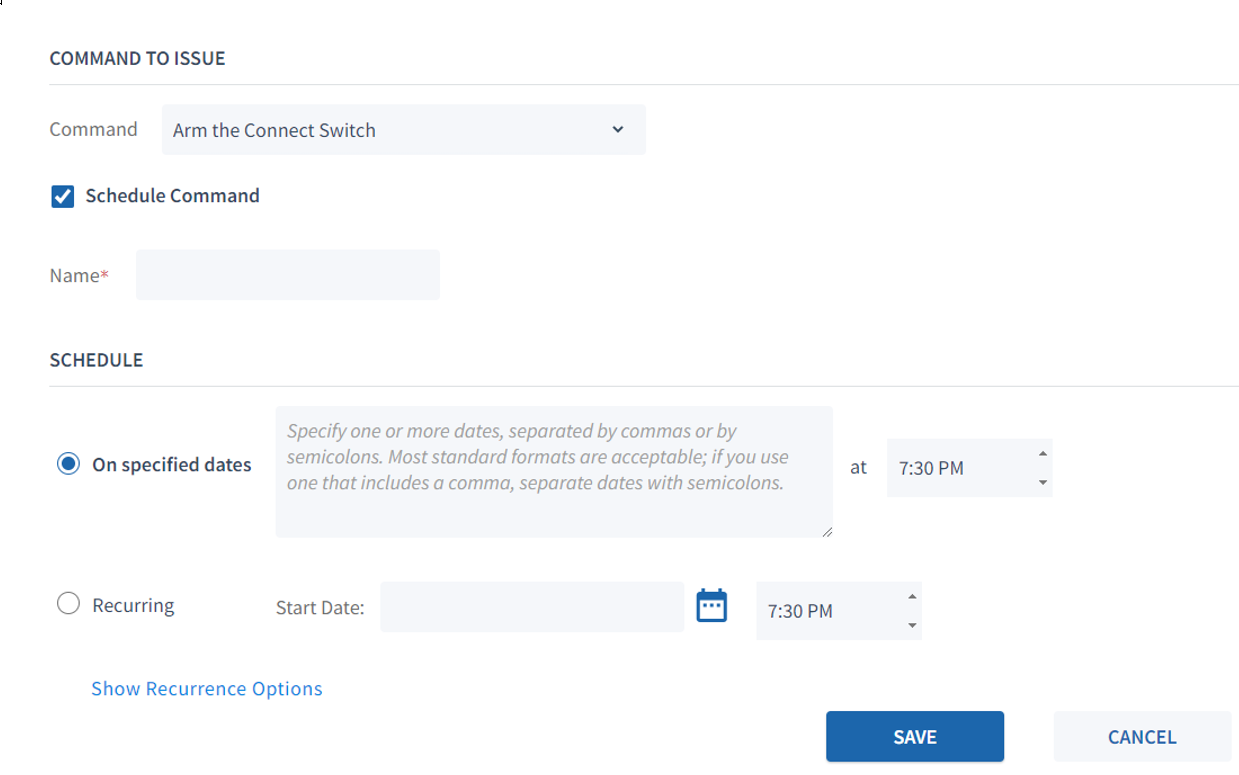 COMMAND TO ISSUE
Command Arm the Connect Switch
Schedule Command
Name*
SCHEDULE
On specified dates
Specify one or more dates, separated by commas or by
semicolons. Most standard formats are acceptable; if you use
one that includes a comma, separate dates with semicolons.
at 7:30 PM
Recurring Start Date: 7:30 PM
Show Recurrence Options
SAVE CANCEL